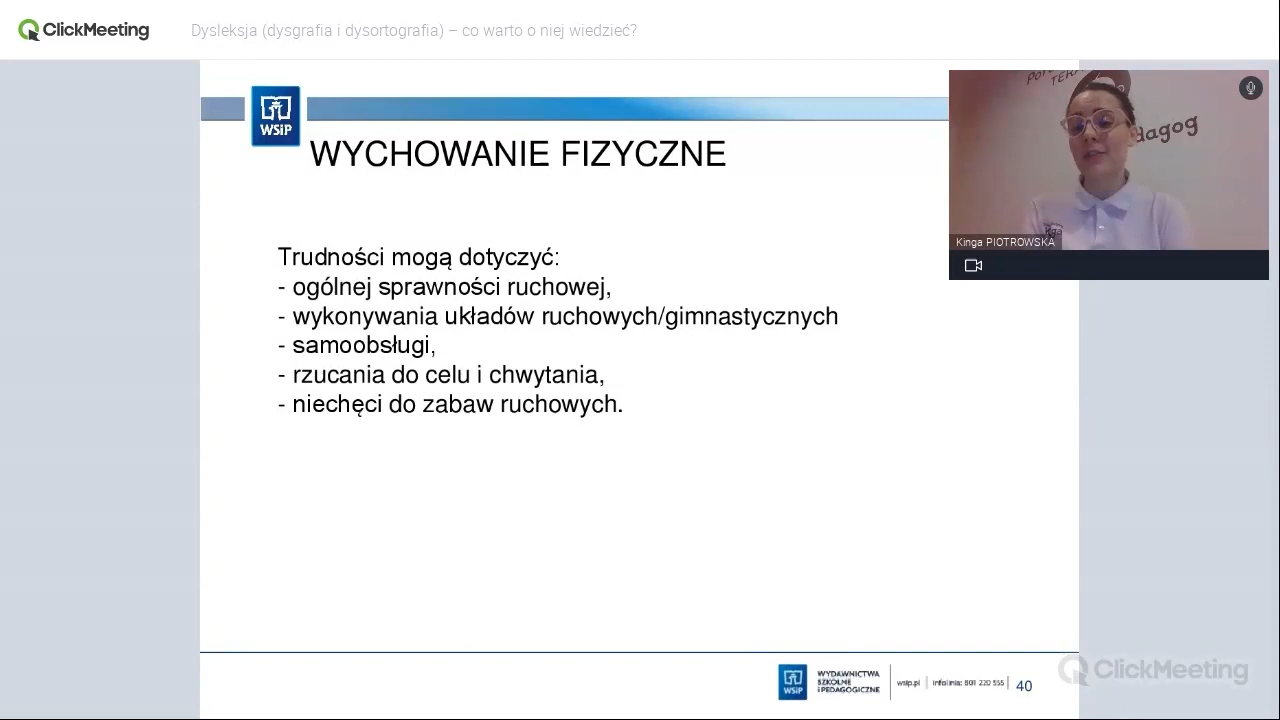 ClickMeeting
Dysleksja (dysgrafia i dysortografia) – co warto o niej wiedzieć?
WSiP
WYCHOWANIE FIZYCZNE
Trudności mogą dotyczyć:
- ogólnej sprawności ruchowej,
- wykonywania układów ruchowych/gimnastycznych
- samoobsługi,
- rzucania do celu i chwytania,
- niechęci do zabaw ruchowych.
dagog
Kinga PIOTROWSKA
WSiP
WYDAWNICTWA
SZKOLNE
i PEDAGOGICZNE
wsip.pl
infolinia: 801 220 555
40
ClickMeeting